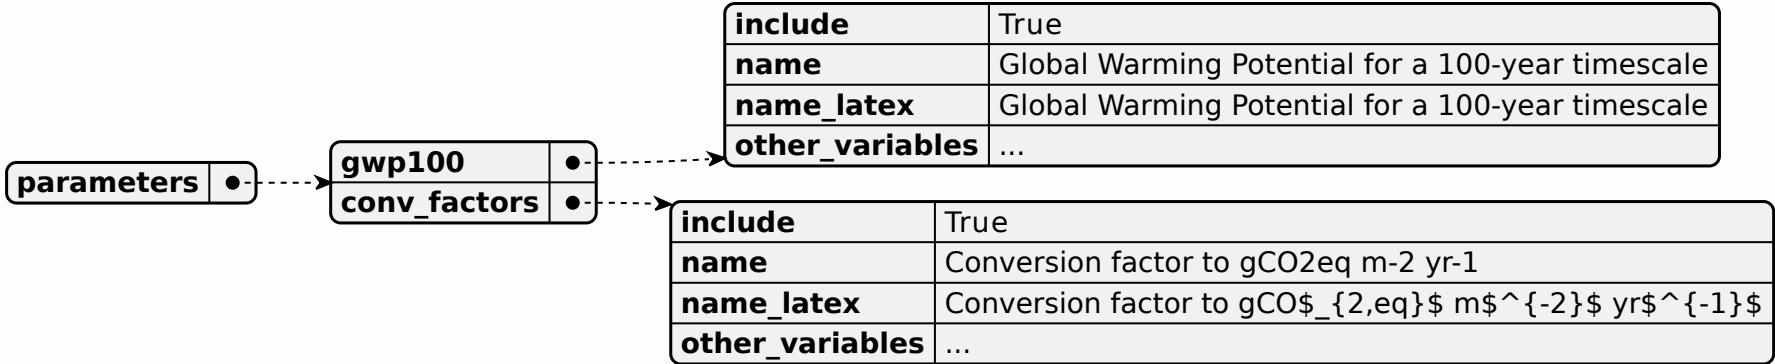 include True
name Global Warming Potential for a 100-year timescale
name_latex Global Warming Potential for a 100-year timescale
other_variables ...
parameters
gwp100
conv_factors
include True
name Conversion factor to gCO2eq m-2 yr-1
name_latex Conversion factor to gCO$_{2,eq}$ m$^{-2}$ yr$^{-1}$
other_variables ...